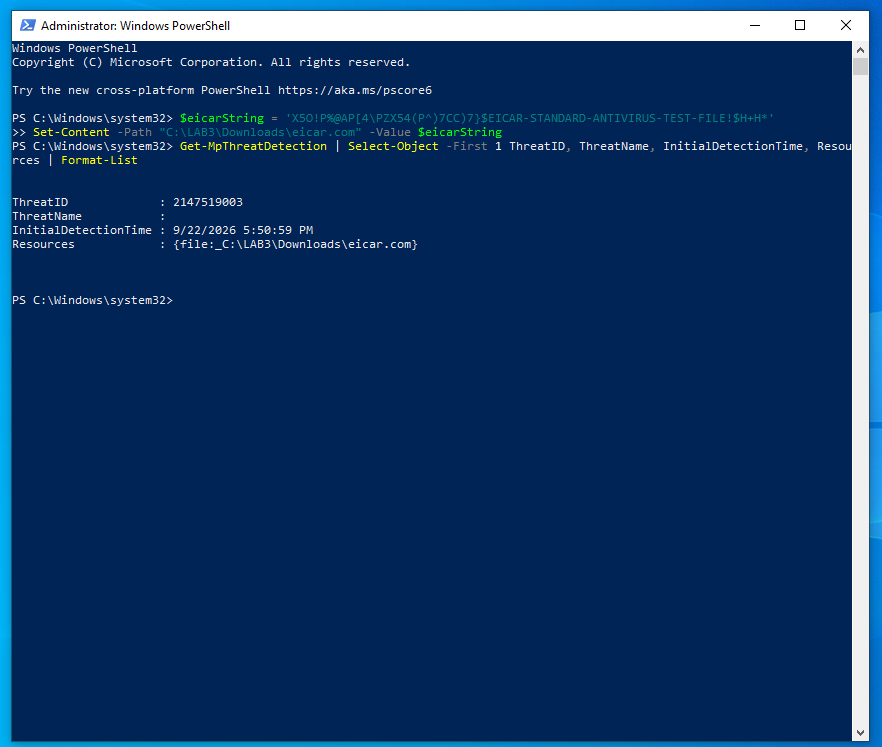 Administrator: Windows PowerShell
Windows PowerShell
Copyright (C) Microsoft Corporation. All rights reserved.
Try the new cross-platform PowerShell https://aka.ms/pscore6
PS C:\Windows\system32> $eicarString = 'X5O!P%@AP[4\PZX54(P^)7CC)7}$EICAR-STANDARD-ANTIVIRUS-TEST-FILE!$H+H*'
>> Set-Content -Path "C:\LAB3\Downloads\eicar.com" -Value $eicarString
PS C:\Windows\system32> Get-MpThreatDetection | Select-Object -First 1 ThreatID, ThreatName, InitialDetectionTime, Resou
rces | Format-List
ThreatID             : 2147519003
ThreatName           :
InitialDetectionTime : 9/22/2026 5:50:59 PM
Resources            : {file:_C:\LAB3\Downloads\eicar.com}
PS C:\Windows\system32>